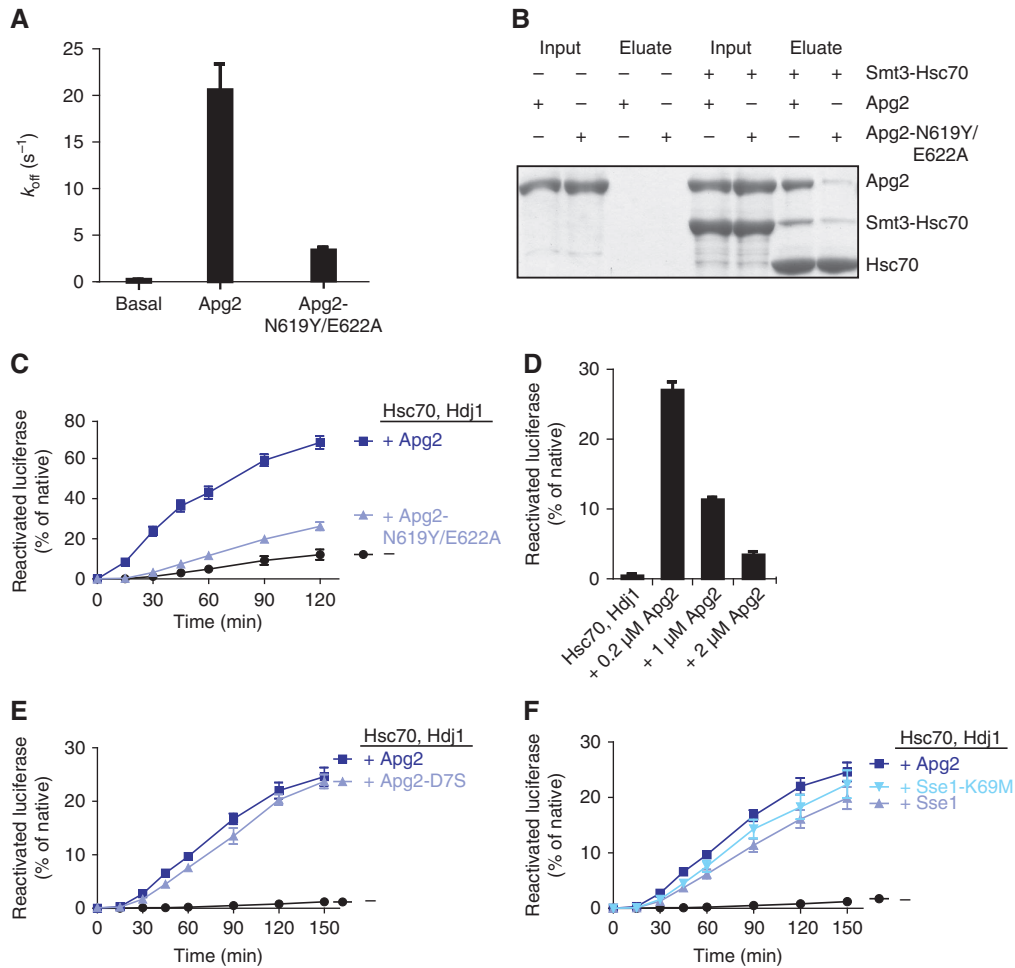 A
25
20
15
10
5
0
k_off (s⁻¹)
Basal
Apg2
Apg2-
N619Y/E622A
B
Input Eluate Input Eluate
– – – – + + + + Smt3-Hsc70
+ – + – + – + – Apg2
– + – + – + – + Apg2-N619Y/
E622A
Apg2
Smt3-Hsc70
Hsc70
C
Reactivated luciferase
(% of native)
80
60
40
20
0
0 30 60 90 120
Time (min)
Hsc70, Hdj1
+ Apg2
+ Apg2-
N619Y/E622A
–
D
Reactivated luciferase
(% of native)
30
20
10
0
Hsc70, Hdj1
+ 0.2 µM Apg2
+ 1 µM Apg2
+ 2 µM Apg2
E
Reactivated luciferase
(% of native)
30
20
10
0
0 30 60 90 120 150
Time (min)
Hsc70, Hdj1
+ Apg2
+ Apg2-D7S
–
F
Reactivated luciferase
(% of native)
30
20
10
0
0 30 60 90 120 150
Time (min)
Hsc70, Hdj1
+ Apg2
+ Sse1-K69M
+ Sse1
–